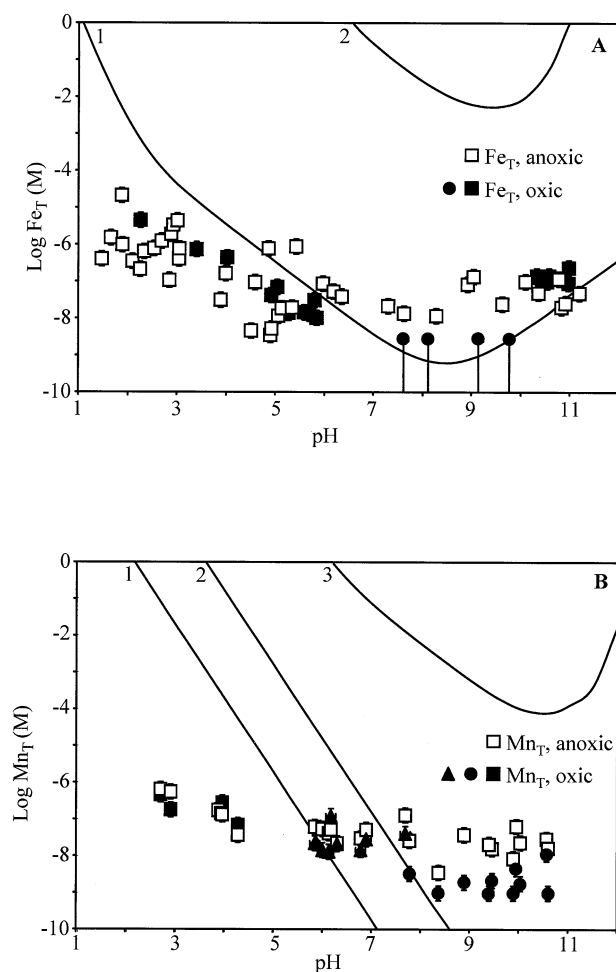 0
1
2
A
-2
Fe_T, anoxic
Fe_T, oxic
-4
-6
-8
-10
Log Fe_T (M)
1 3 5 7 9 11
pH
0
1
2
3
B
-2
-4
Mn_T, anoxic
Mn_T, oxic
-6
-8
-10
Log Mn_T (M)
1 3 5 7 9 11
pH